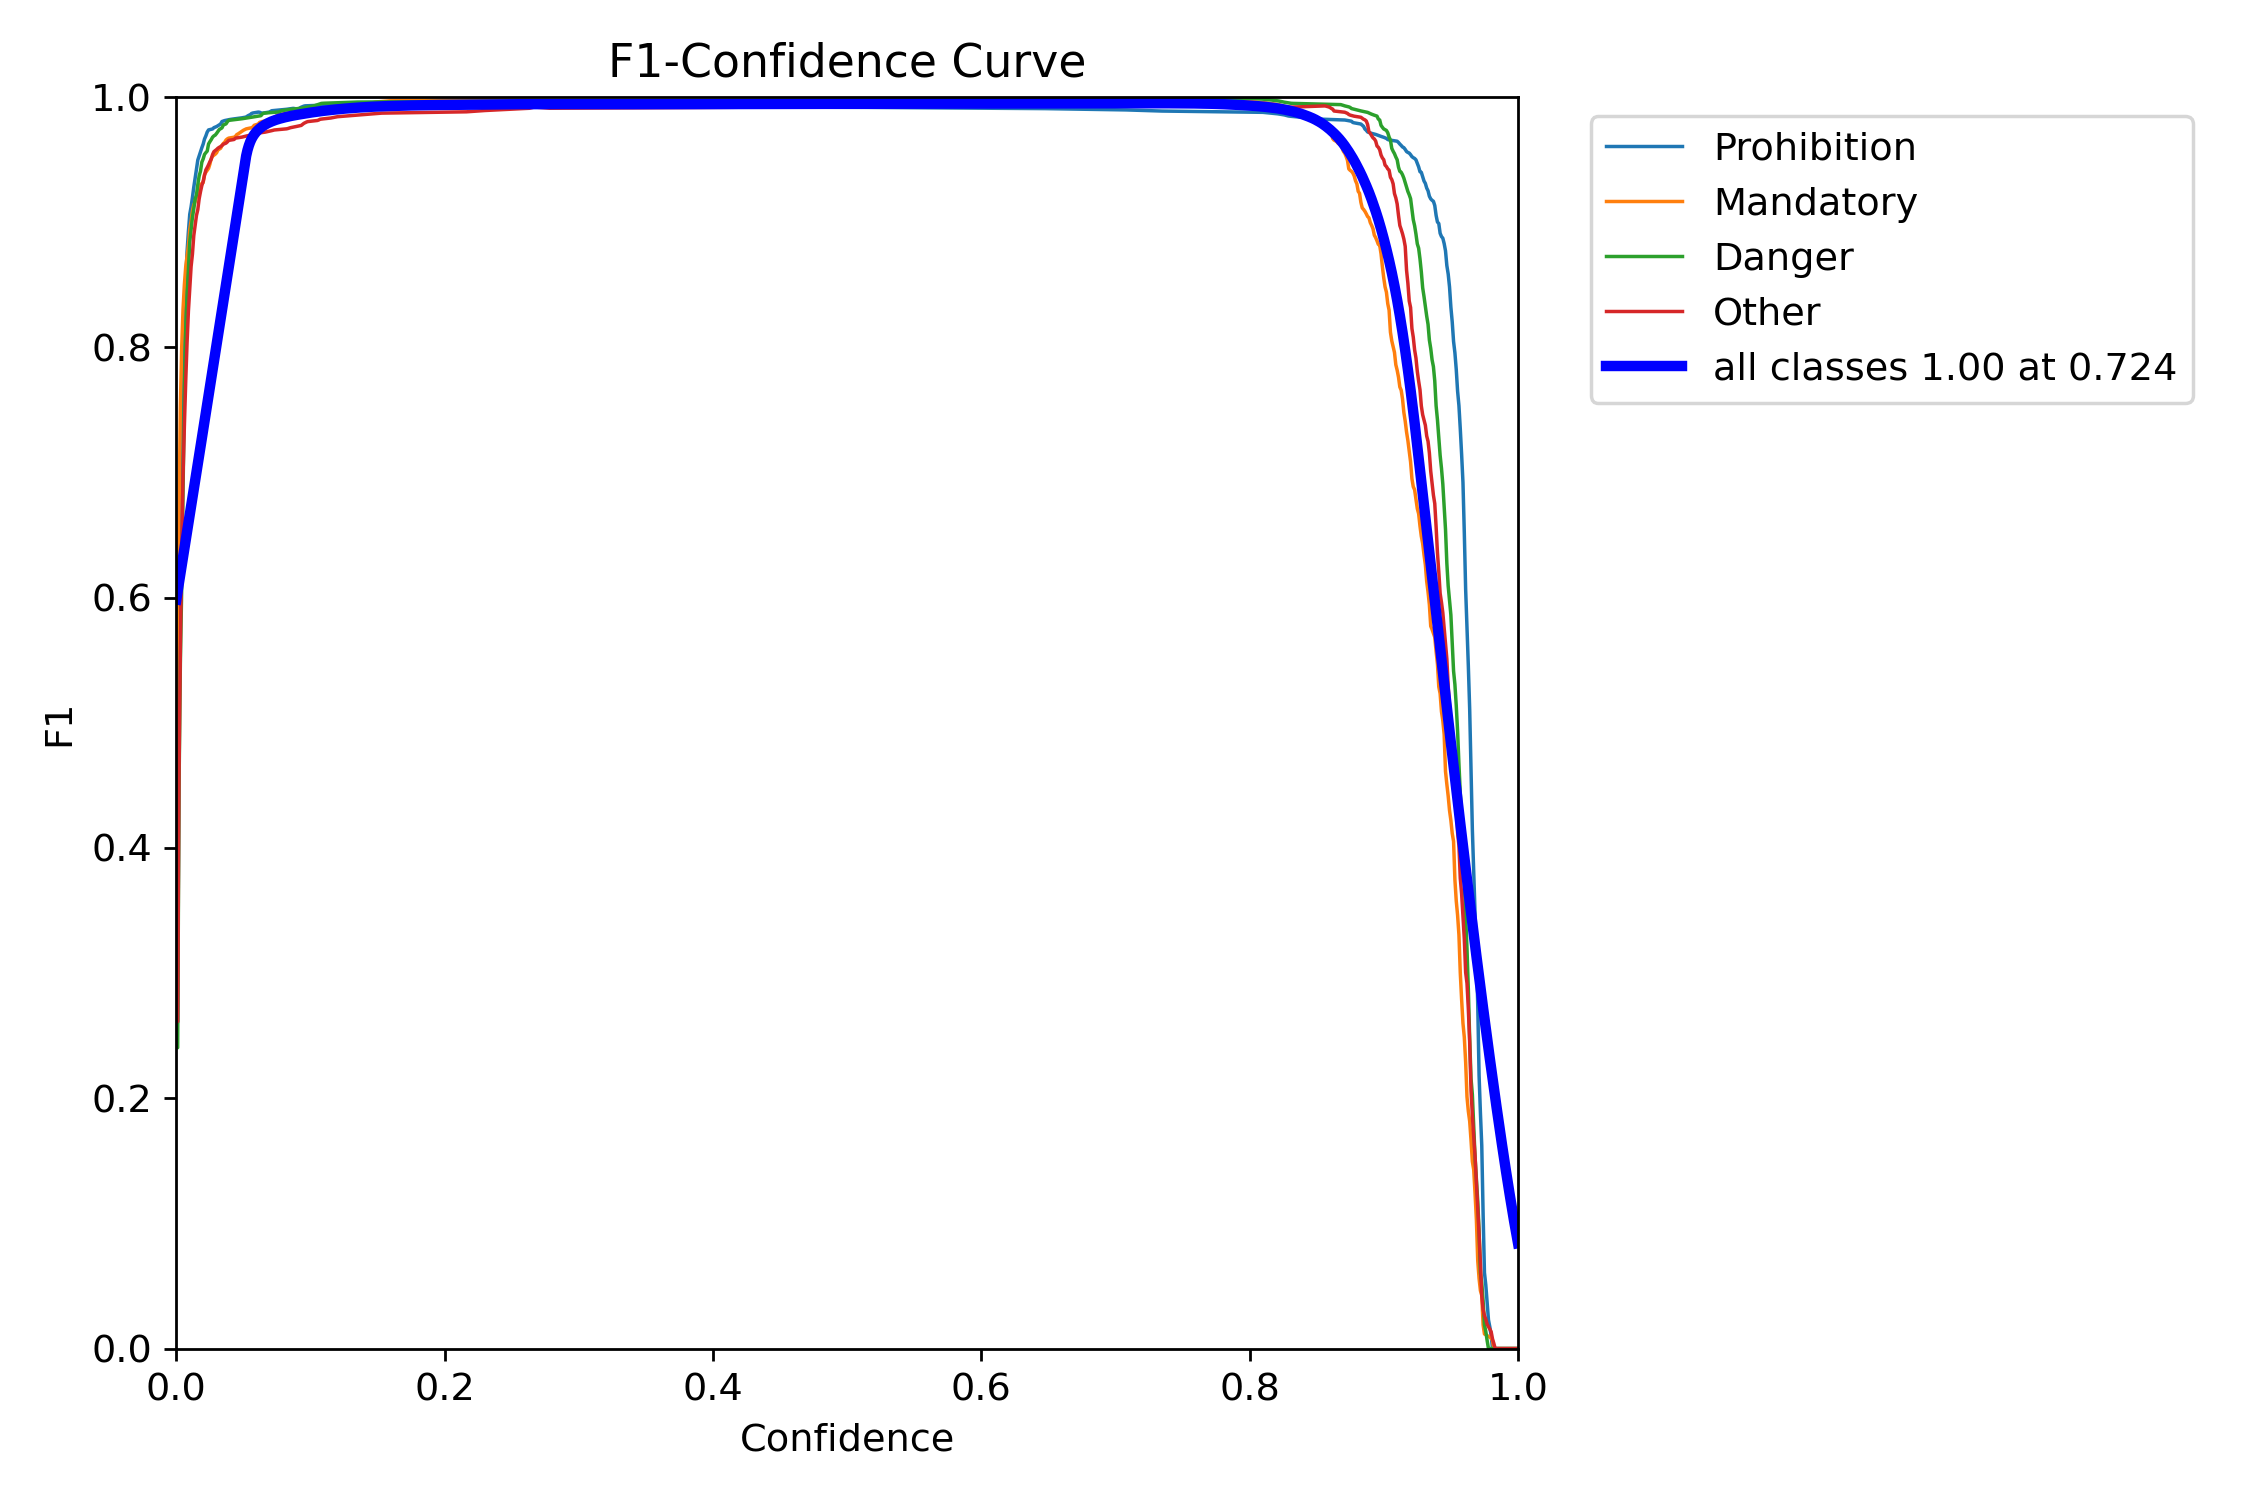 F1-Confidence Curve
1.0
0.8
0.6
0.4
0.2
0.0
F1
0.0 0.2 0.4 0.6 0.8 1.0
Confidence
Prohibition
Mandatory
Danger
Other
all classes 1.00 at 0.724